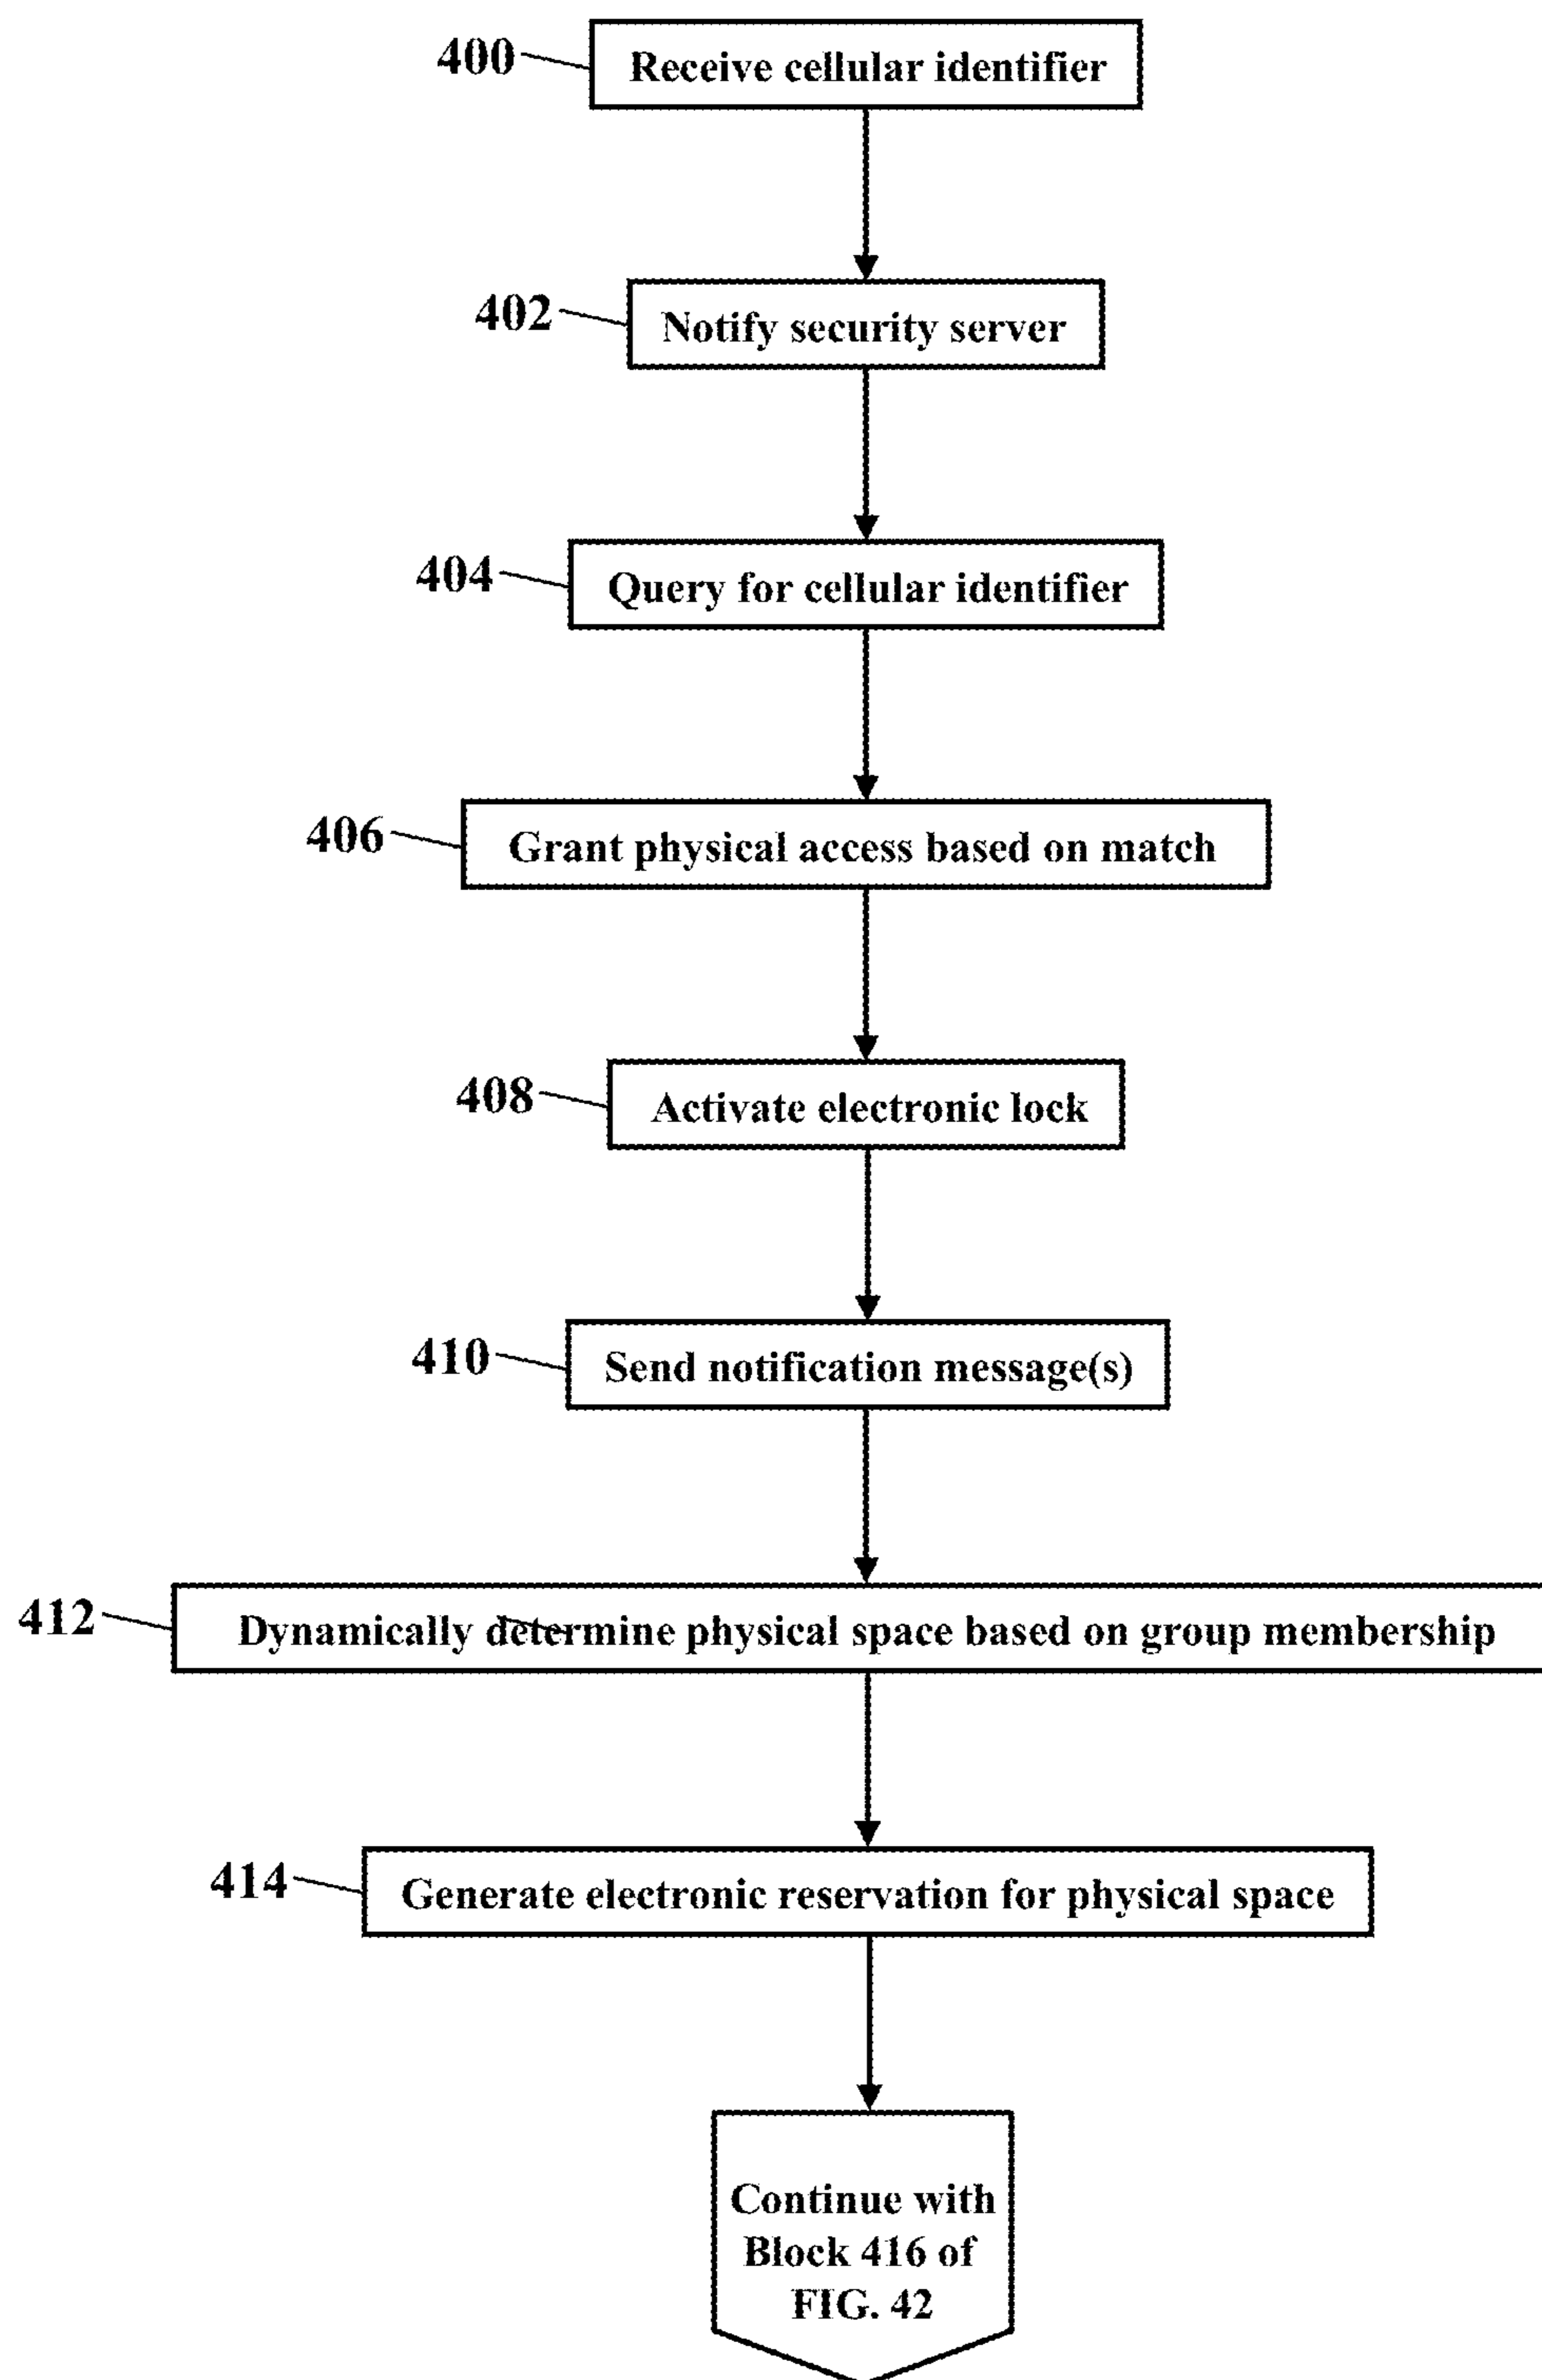 400
Receive cellular identifier
402
Notify security server
404
Query for cellular identifier
406
Grant physical access based on match
408
Activate electronic lock
410
Send notification message(s)
412
Dynamically determine physical space based on group membership
414
Generate electronic reservation for physical space
Continue with
Block 416 of
FIG. 42